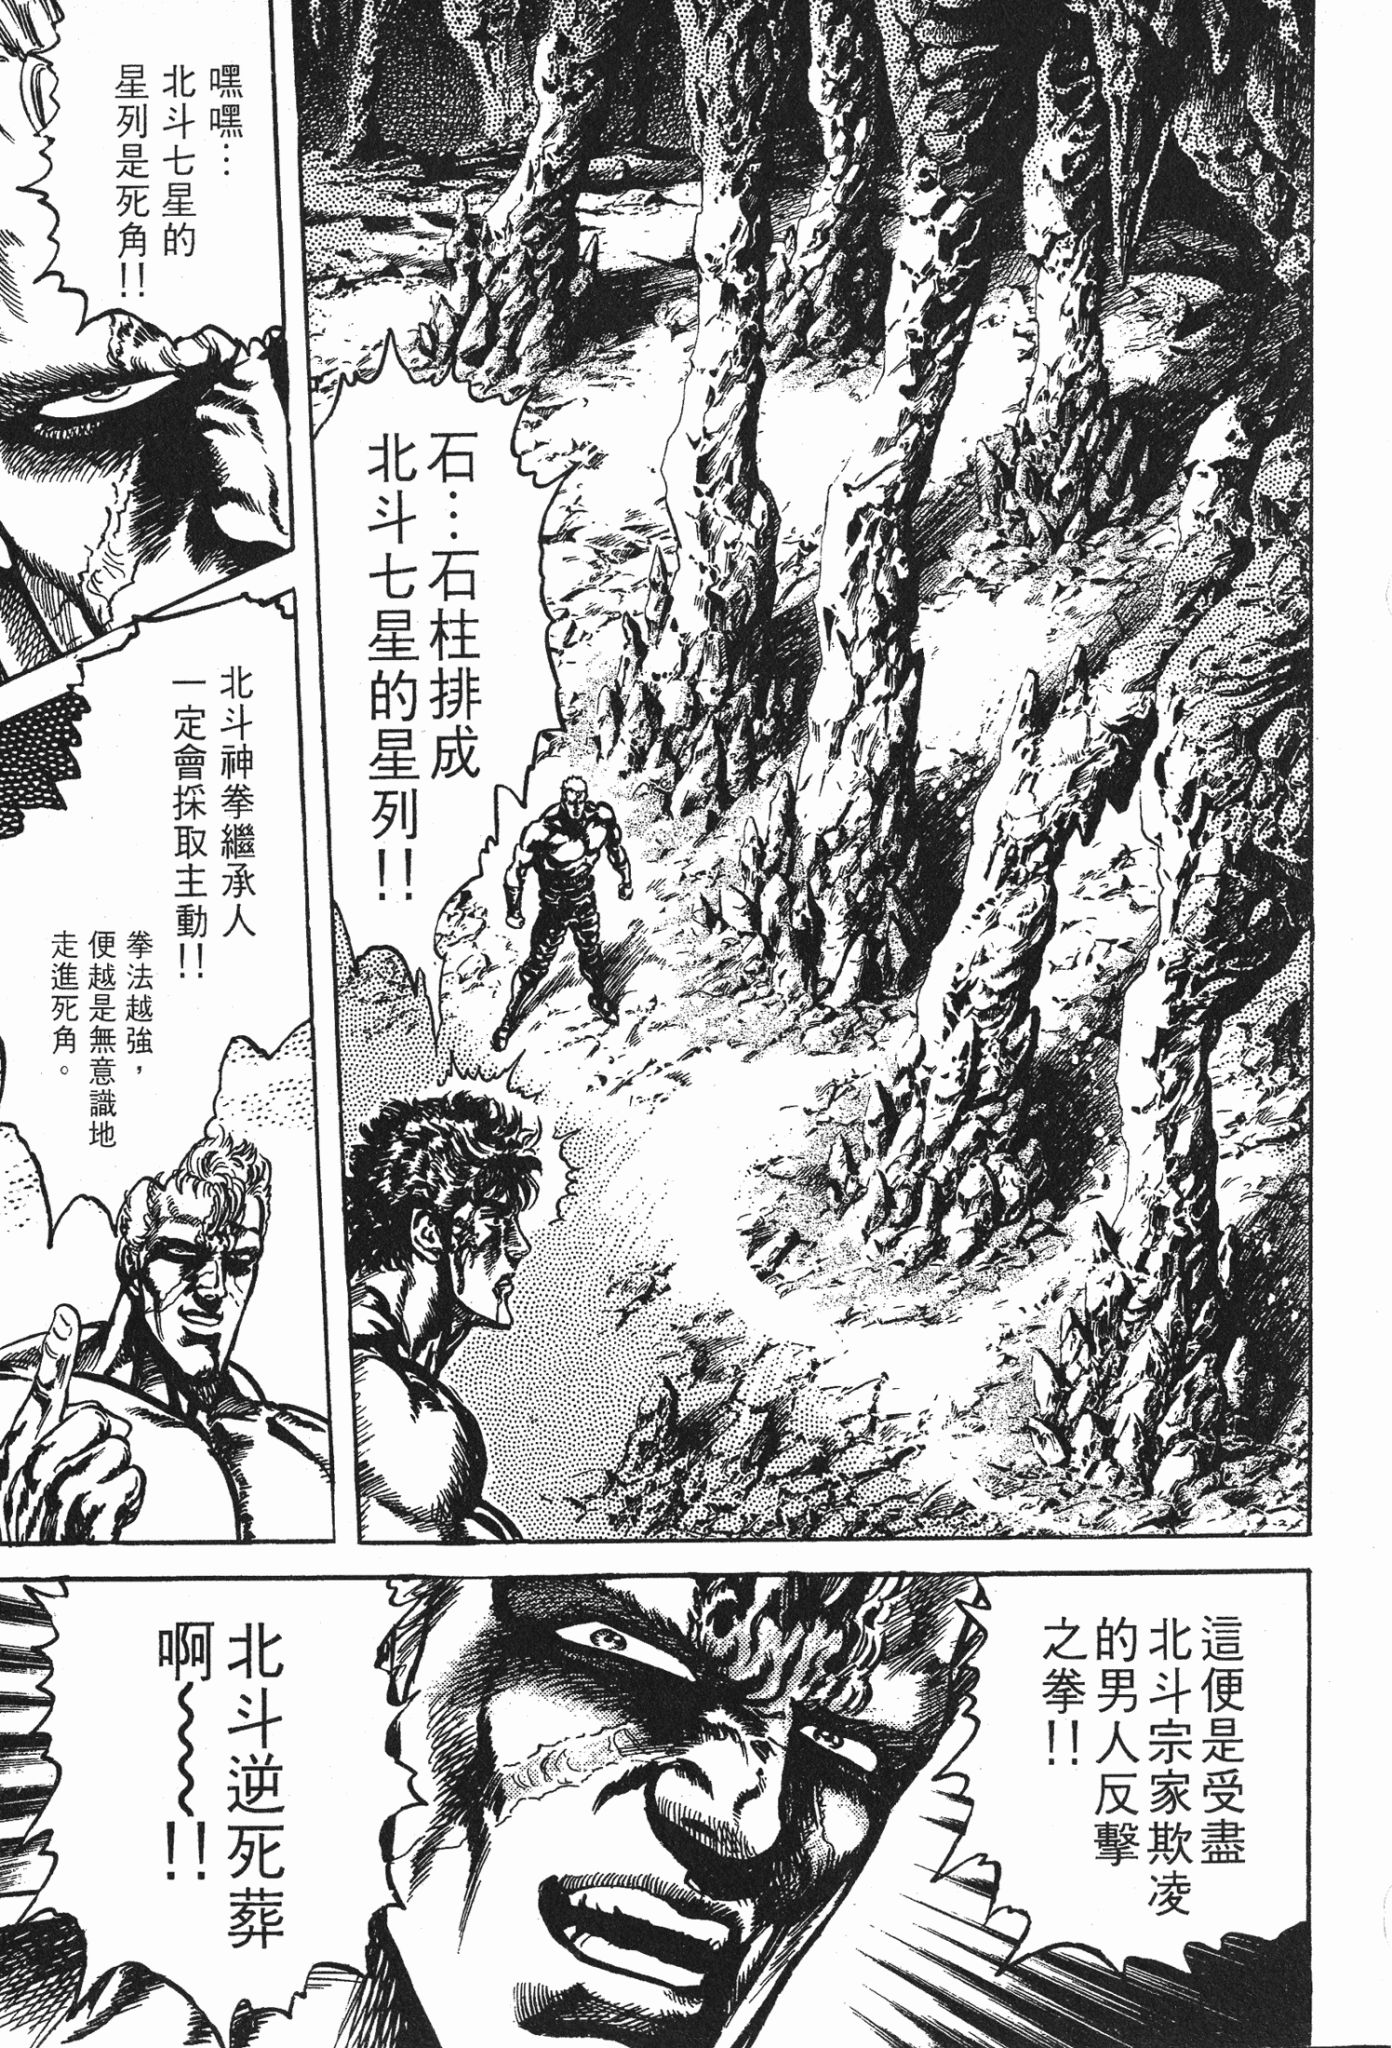 石…石柱排成
北斗七星的星列!!
嘿嘿…
北斗七星的
星列是死角!!
北斗神拳繼承人
一定會採取主動!!
拳法越強，
便越是無意識地
走進死角。
這便是受盡
北斗宗家欺凌
的男人反擊
之拳!!
北斗逆死葬
啊～～～!!